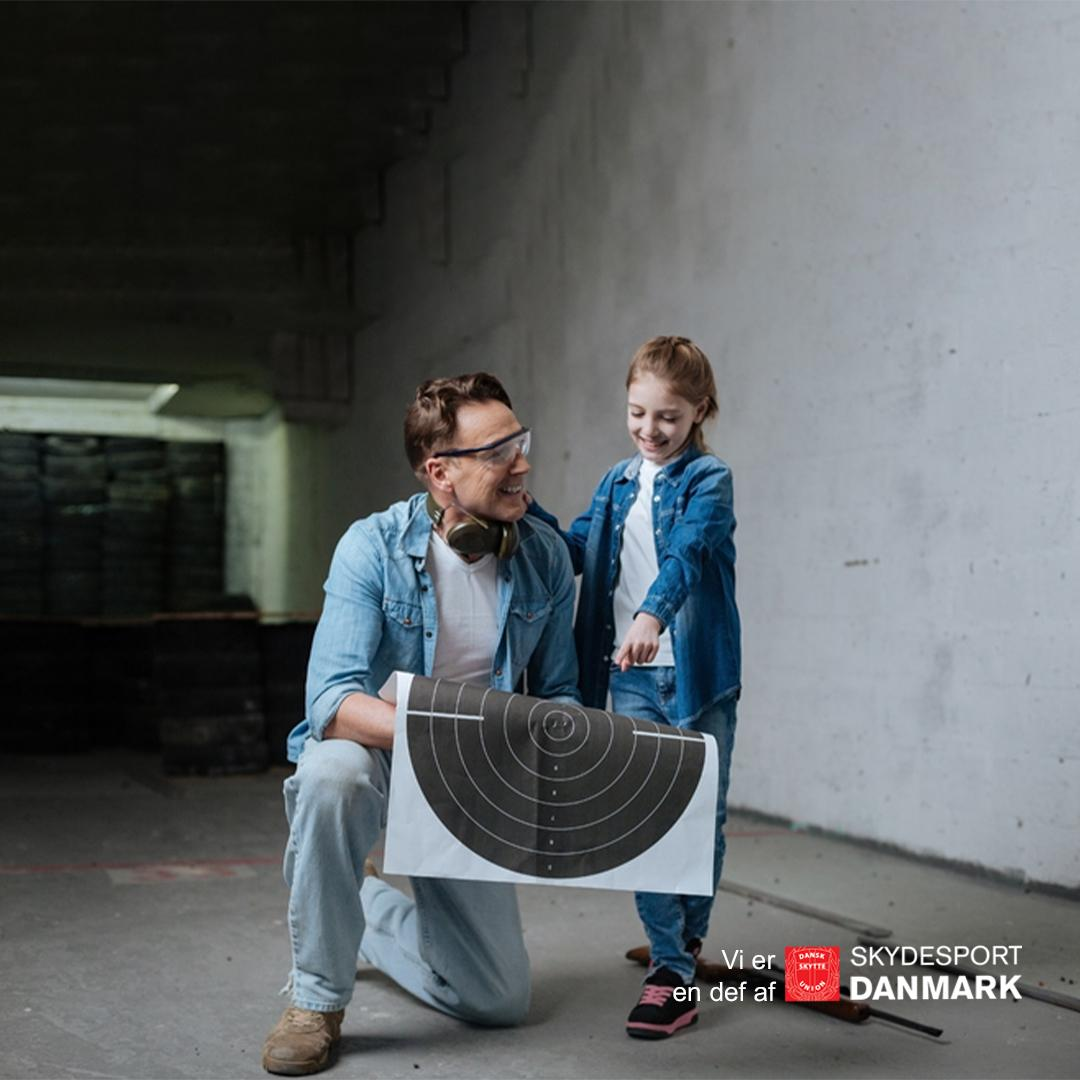 Vi er
en def af
DANSK
SKYTTE
UNION
SKYDESPORT
DANMARK